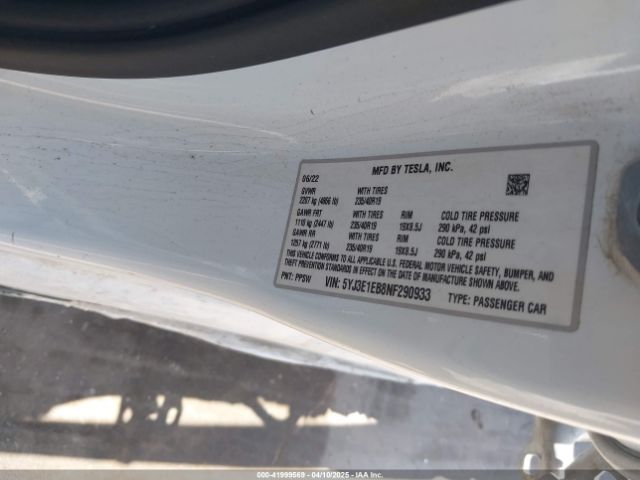 MFD BY TESLA, INC.
06/22
GVWR WITH TIRES
2207 kg (4866 lb) 235/40R19
GAWR FRT WITH TIRES RIM COLD TIRE PRESSURE
1110 kg (2447 lb) 235/40R19 19X8.5J 290 kPa, 42 psi
GAWR RR WITH TIRES RIM COLD TIRE PRESSURE
1257 kg (2771 lb) 235/40R19 19X8.5J 290 kPa, 42 psi
THIS VEHICLE CONFORMS TO ALL APPLICABLE U.S. FEDERAL MOTOR VEHICLE SAFETY, BUMPER, AND
THEFT PREVENTION STANDARDS IN EFFECT ON THE DATE OF MANUFACTURE SHOWN ABOVE.
PNT: PPSW VIN: 5YJ3E1EB8NF290933 TYPE: PASSENGER CAR
000-41999569 - 04/10/2025 - IAAI.COM